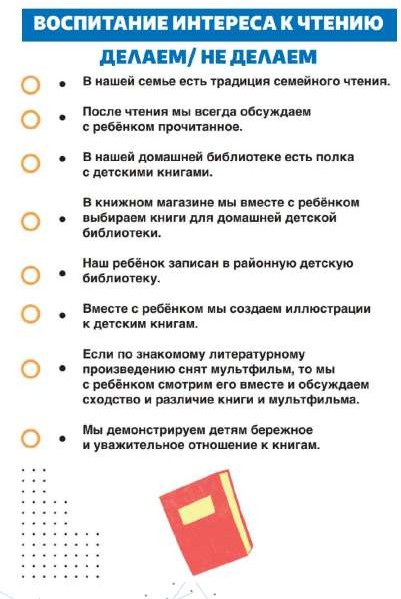 ВОСПИТАНИЕ ИНТЕРЕСА К ЧТЕНИЮ
ДЕЛАЕМ/ НЕ ДЕЛАЕМ
• В нашей семье есть традиция семейного чтения.
• После чтения мы всегда обсуждаем
с ребёнком прочитанное.
• В нашей домашней библиотеке есть полка
с детскими книгами.
• В книжном магазине мы вместе с ребёнком
выбираем книги для домашней детской
библиотеки.
• Наш ребёнок записан в районную детскую
библиотеку.
• Вместе с ребёнком мы создаем иллюстрации
к детским книгам.
• Если по знакомому литературному
произведению снят мультфильм, то мы
с ребёнком смотрим его вместе и обсуждаем
сходство и различие книги и мультфильма.
• Мы демонстрируем детям бережное
и уважительное отношение к книгам.